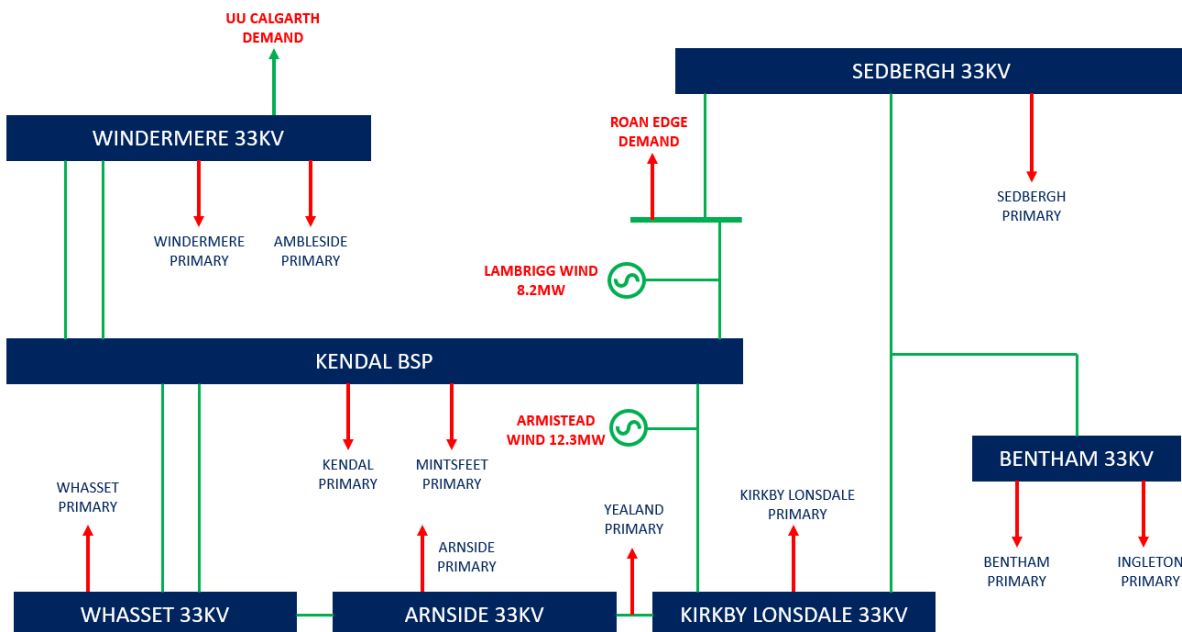 UU CALGARTH
DEMAND
SEDBERGH 33KV
WINDERMERE 33KV
ROAN EDGE
DEMAND
SEDBERGH
PRIMARY
WINDERMERE
PRIMARY
AMBLESIDE
PRIMARY
LAMBRIGG WIND
8.2MW
KENDAL BSP
ARMISTEAD
WIND 12.3MW
BENTHAM 33KV
KENDAL
PRIMARY
MINTSFEET
PRIMARY
WHASSET
PRIMARY
KIRKBY LONSDALE
PRIMARY
YEALAND
PRIMARY
ARNSIDE
PRIMARY
BENTHAM
PRIMARY
INGLETON
PRIMARY
WHASSET 33KV
ARNSIDE 33KV
KIRKBY LONSDALE 33KV